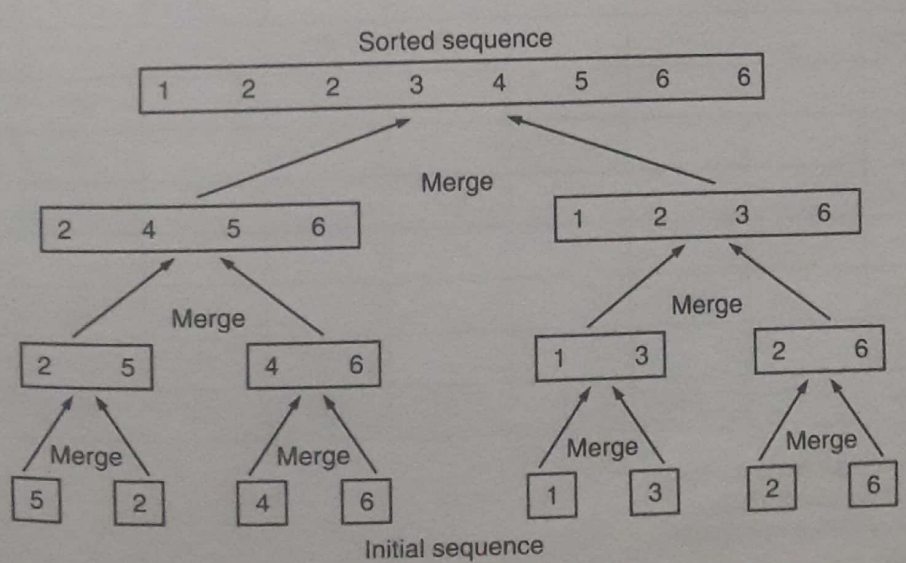 Sorted sequence
1 2 2 3 4 5 6 6
Merge
2 4 5 6
1 2 3 6
Merge
Merge
2 5
4 6
1 3
2 6
Merge
Merge
Merge
Merge
5
2
4
6
1
3
2
6
Initial sequence